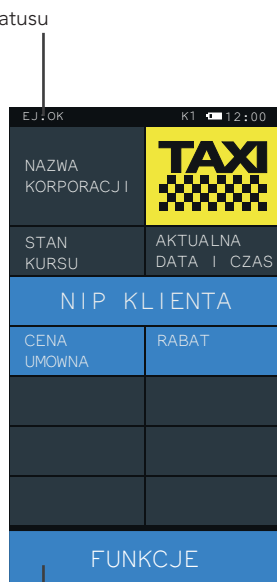 atusu
EJ:OK K1 12:00
NAZWA
KORPORACJI
TAXI
STAN
KURSU
AKTUALNA
DATA I CZAS
NIP KLIENTA
CENA
UMOWNA
RABAT
FUNKCJE